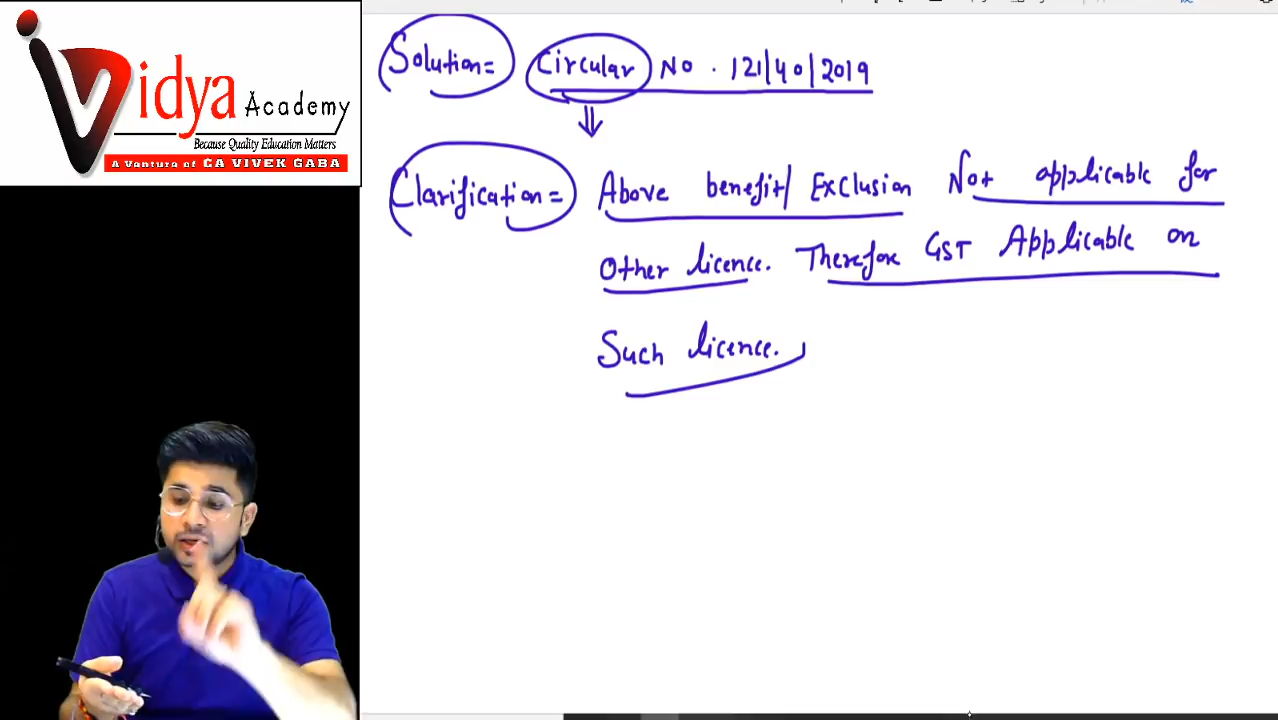 Vidya Academy
Because Quality Education Matters
A Ventura of CA VIVEK GABA
Solution= Circular No. 121/40/2019
⇓
Clarification= Above benefit/ Exclusion Not applicable for
Other licence. Therefore GST Applicable on
Such licence.